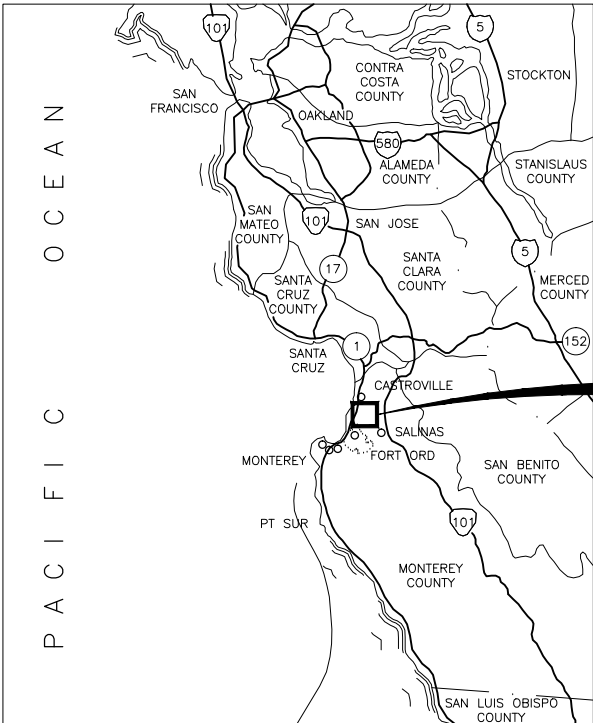 101
5
CONTRA
COSTA
COUNTY
STOCKTON
SAN
FRANCISCO
OAKLAND
580
ALAMEDA
COUNTY
STANISLAUS
COUNTY
SAN
MATEO
COUNTY
101
SAN JOSE
5
17
SANTA
CLARA
COUNTY
SANTA
CRUZ
COUNTY
MERCED
COUNTY
1
152
SANTA
CRUZ
CASTROVILLE
SALINAS
MONTEREY
FORT ORD
SAN BENITO
COUNTY
PT SUR
101
MONTEREY
COUNTY
SAN LUIS OBISPO
COUNTY
PACIFIC OCEAN